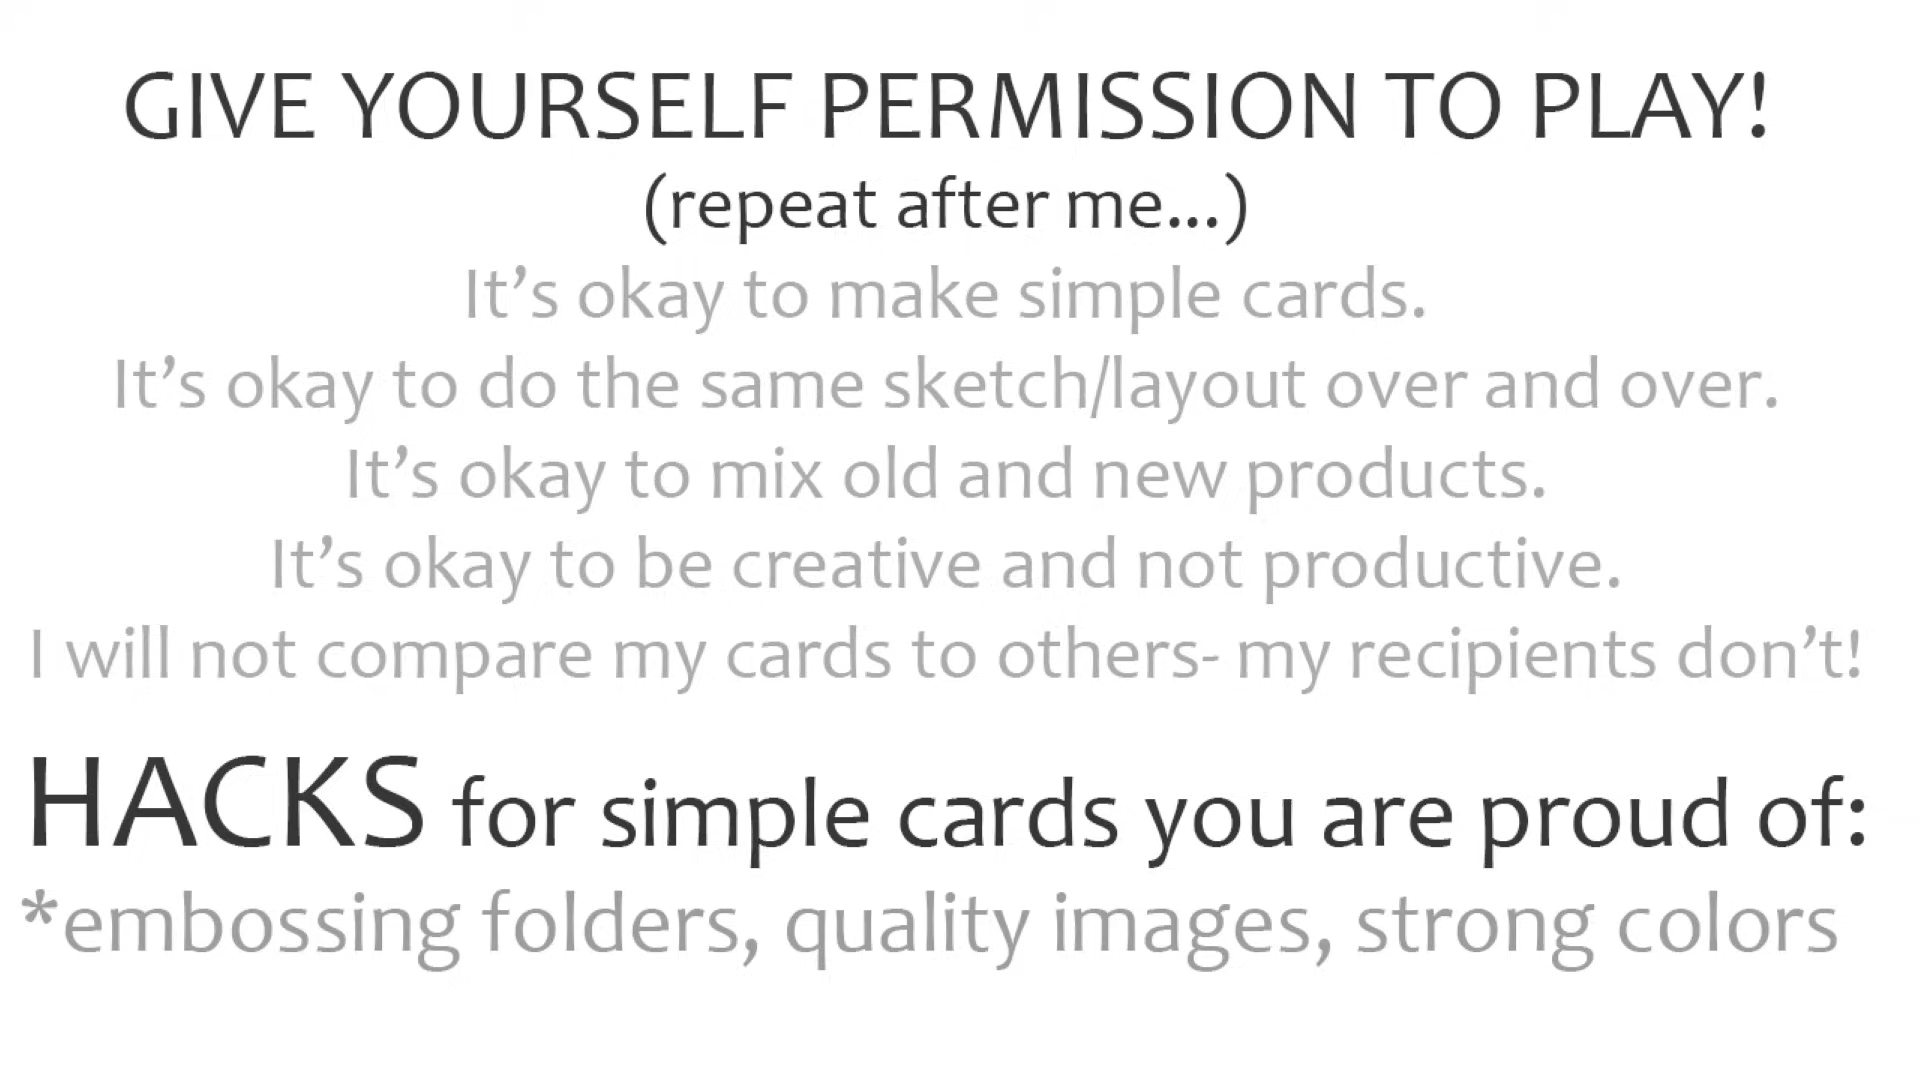 GIVE YOURSELF PERMISSION TO PLAY!
(repeat after me...)
It’s okay to make simple cards.
It’s okay to do the same sketch/layout over and over.
It’s okay to mix old and new products.
It’s okay to be creative and not productive.
I will not compare my cards to others- my recipients don’t!
HACKS for simple cards you are proud of:
*embossing folders, quality images, strong colors